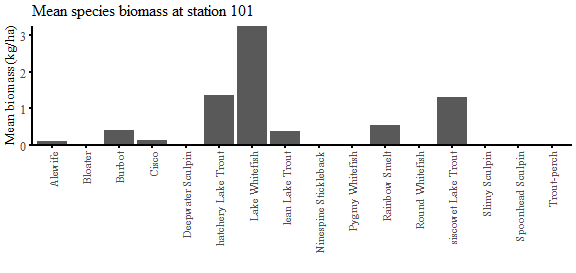 Mean species biomass at station 101
Mean biomass (kg/ha)
3
2
1
0
Alewife
Bloater
Burbot
Cisco
Deepwater Sculpin
hatchery Lake Trout
Lake Whitefish
lean Lake Trout
Ninespine Stickleback
Pygmy Whitefish
Rainbow Smelt
Round Whitefish
siscowet Lake Trout
Slimy Sculpin
Spoonhead Sculpin
Trout-perch